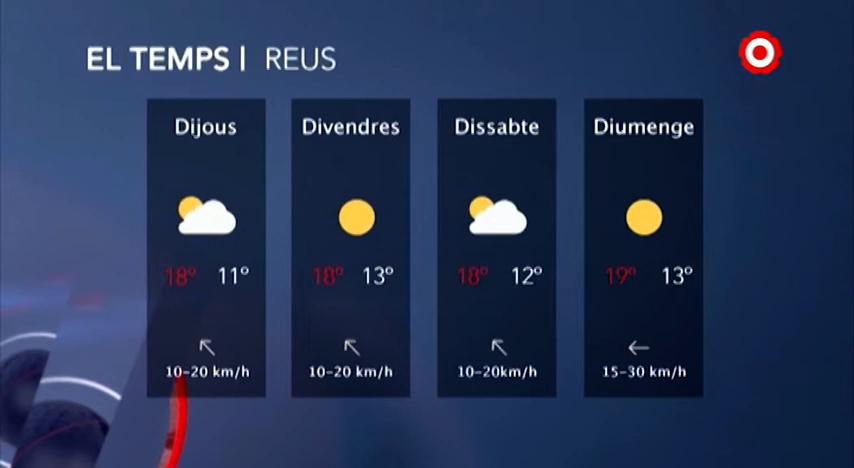 EL TEMPS | REUS
Dijous
18º 11º
10-20 km/h
Divendres
18º 13º
10-20 km/h
Dissabte
18º 12º
10-20km/h
Diumenge
19º 13º
15-30 km/h